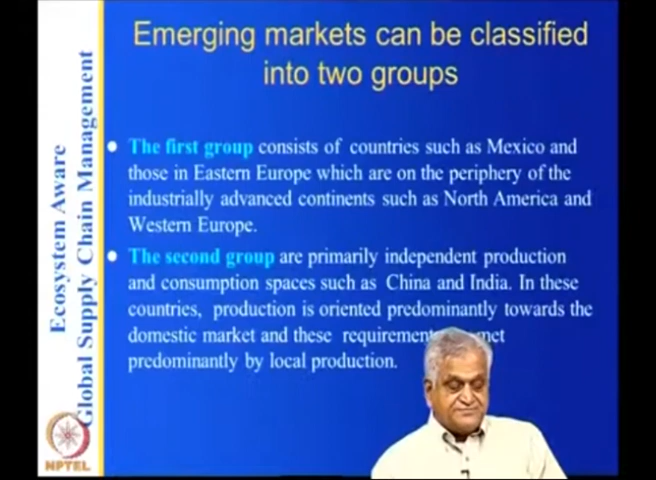 Emerging markets can be classified
into two groups
The first group consists of countries such as Mexico and
those in Eastern Europe which are on the periphery of the
industrially advanced continents such as North America and
Western Europe.
The second group are primarily independent production
and consumption spaces such as China and India. In these
countries, production is oriented predominantly towards the
domestic market and these requirement met
predominantly by local production.
Ecosystem Aware
Global Supply Chain Management
NPTEL